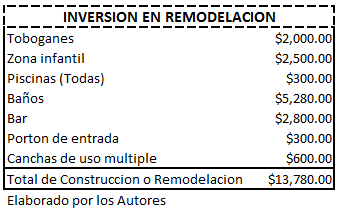 INVERSION EN REMODELACION
Toboganes $2,000.00
Zona infantil $2,500.00
Piscinas (Todas) $300.00
Baños $5,280.00
Bar $2,800.00
Porton de entrada $300.00
Canchas de uso multiple $600.00
Total de Construccion o Remodelacion $13,780.00
Elaborado por los Autores